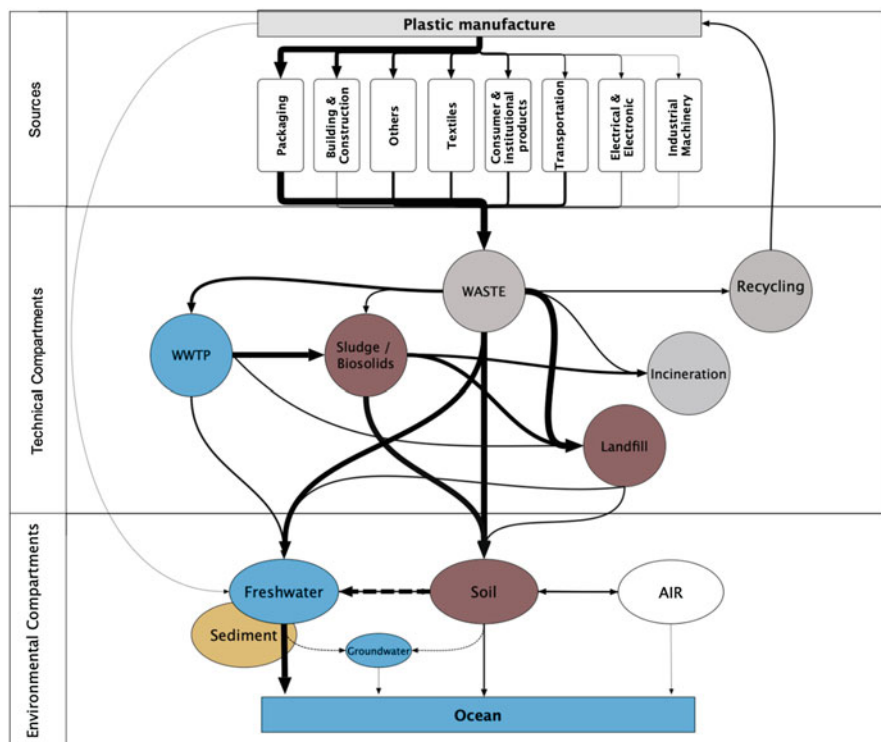 Plastic manufacture
Sources
Packaging
Building &
Construction
Others
Textiles
Consumer &
institutional
products
Transportation
Electrical &
Electronic
Industrial
Machinery
Technical Compartments
WASTE
Recycling
WWTP
Sludge /
Biosolids
Incineration
Landfill
Environmental Compartments
Freshwater
Soil
AIR
Sediment
Groundwater
Ocean